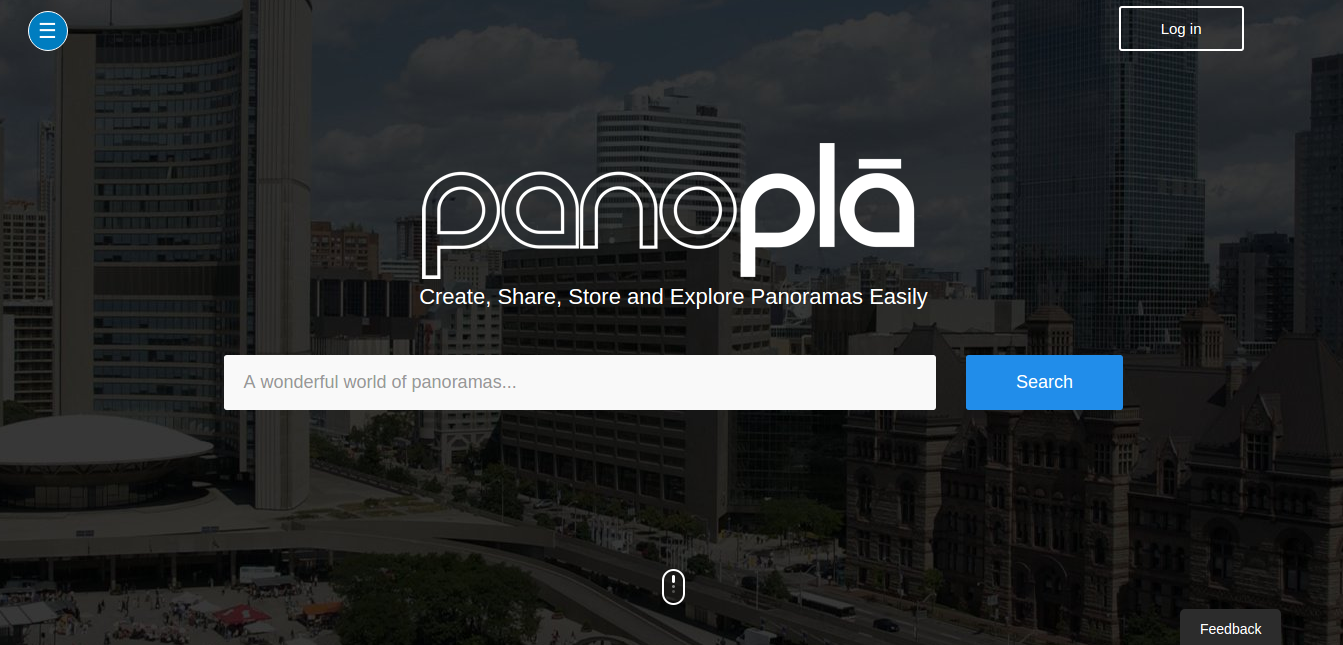 Log in
panoplā
Create, Share, Store and Explore Panoramas Easily
A wonderful world of panoramas...
Search
Feedback